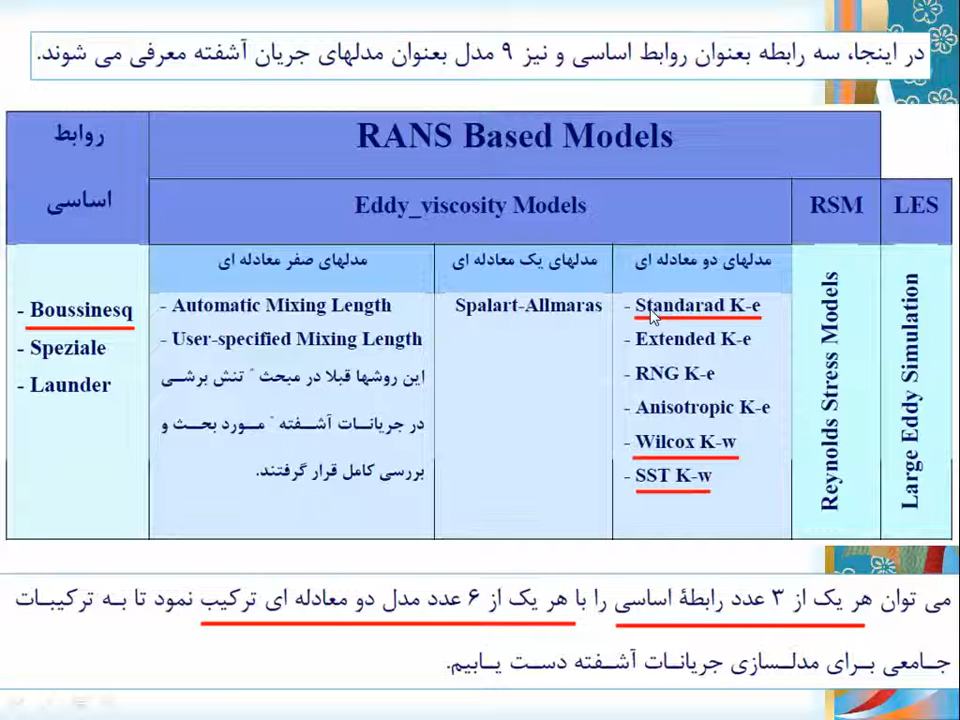 در اینجا، سه رابطه بعنوان روابط اساسی و نیز ۹ مدل بعنوان مدلهای جریان آشفته معرفی می شوند.
روابط
اساسی
RANS Based Models
Eddy_viscosity Models
RSM
LES
مدلهای صفر معادله ای
مدلهای یک معادله ای
مدلهای دو معادله ای
- Boussinesq
- Speziale
- Launder
- Automatic Mixing Length
- User-specified Mixing Length
این روشها قبلا در مبحث " تنش برشی
در جریانات آشفته " مورد بحث و
بررسی کامل قرار گرفتند.
Spalart-Allmaras
- Standarad K-e
- Extended K-e
- RNG K-e
- Anisotropic K-e
- Wilcox K-w
- SST K-w
Reynolds Stress Models
Large Eddy Simulation
می توان هر یک از ۳ عدد رابطۀ اساسی را با هر یک از ۶ عدد مدل دو معادله ای ترکیب نمود تا به ترکیبات
جامعی برای مدلسازی جریانات آشفته دست یابیم.